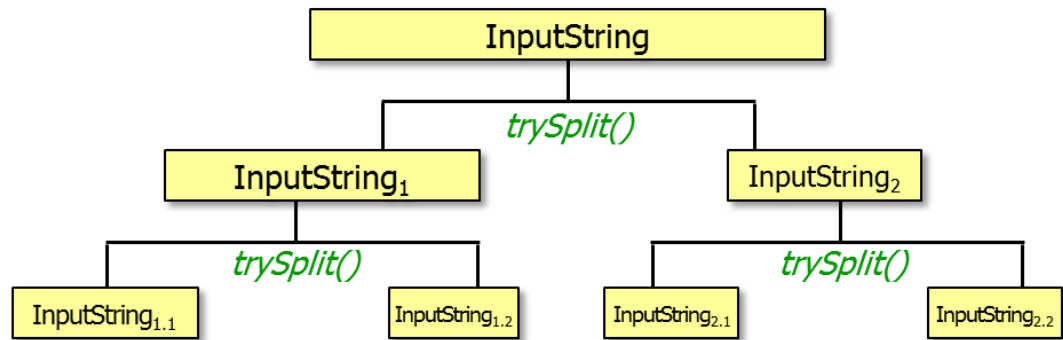 InputString
trySplit()
InputString₁
InputString₂
trySplit()
trySplit()
InputString₁.₁
InputString₁.₂
InputString₂.₁
InputString₂.₂